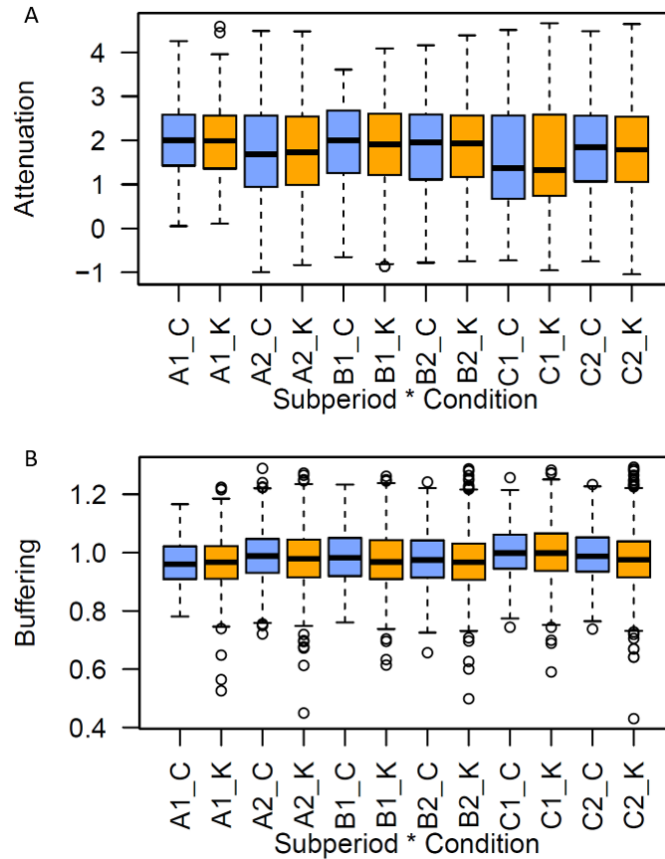 A
Attenuation
4
3
2
1
0
−1
A1_C A1_K A2_C A2_K B1_C B1_K B2_C B2_K C1_C C1_K C2_C C2_K
Subperiod * Condition
B
Buffering
1.2
1.0
0.8
0.6
0.4
A1_C A1_K A2_C A2_K B1_C B1_K B2_C B2_K C1_C C1_K C2_C C2_K
Subperiod * Condition